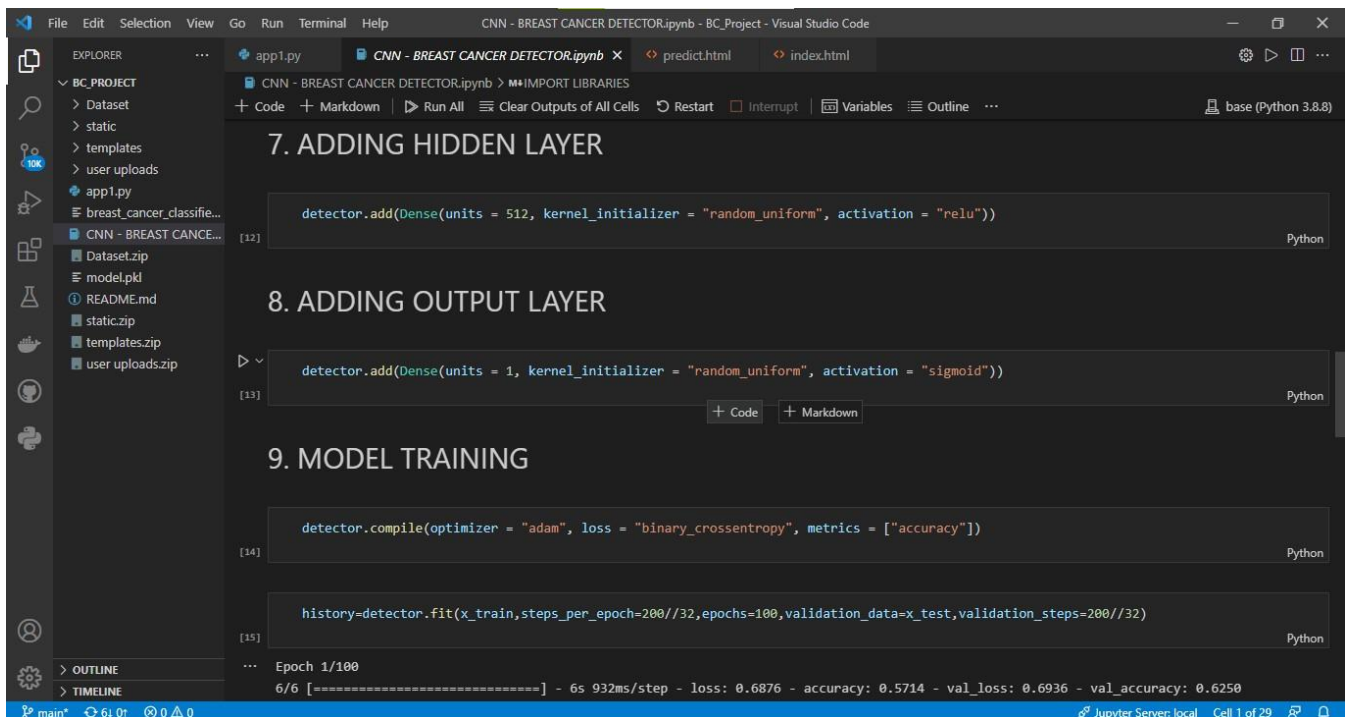 File Edit Selection View Go Run Terminal Help CNN - BREAST CANCER DETECTOR.ipynb - BC_Project - Visual Studio Code
EXPLORER ...
app1.py CNN - BREAST CANCER DETECTOR.ipynb predict.html index.html
BC_PROJECT
Dataset
static
templates
user uploads
app1.py
breast_cancer_classifie...
CNN - BREAST CANCE...
Dataset.zip
model.pkl
README.md
static.zip
templates.zip
user uploads.zip
OUTLINE
TIMELINE
10K
CNN - BREAST CANCER DETECTOR.ipynb > M↓IMPORT LIBRARIES
+ Code + Markdown Run All Clear Outputs of All Cells Restart Interrupt Variables Outline ... base (Python 3.8.8)
7. ADDING HIDDEN LAYER
detector.add(Dense(units = 512, kernel_initializer = "random_uniform", activation = "relu"))
[12] Python
8. ADDING OUTPUT LAYER
detector.add(Dense(units = 1, kernel_initializer = "random_uniform", activation = "sigmoid"))
[13] Python
+ Code + Markdown
9. MODEL TRAINING
detector.compile(optimizer = "adam", loss = "binary_crossentropy", metrics = ["accuracy"])
[14] Python
history=detector.fit(x_train,steps_per_epoch=200//32,epochs=100,validation_data=x_test,validation_steps=200//32)
[15] Python
... Epoch 1/100
6/6 [==============================] - 6s 932ms/step - loss: 0.6876 - accuracy: 0.5714 - val_loss: 0.6936 - val_accuracy: 0.6250
main* 6↓ 0↑ 0 0 Jupyter Server: local Cell 1 of 29